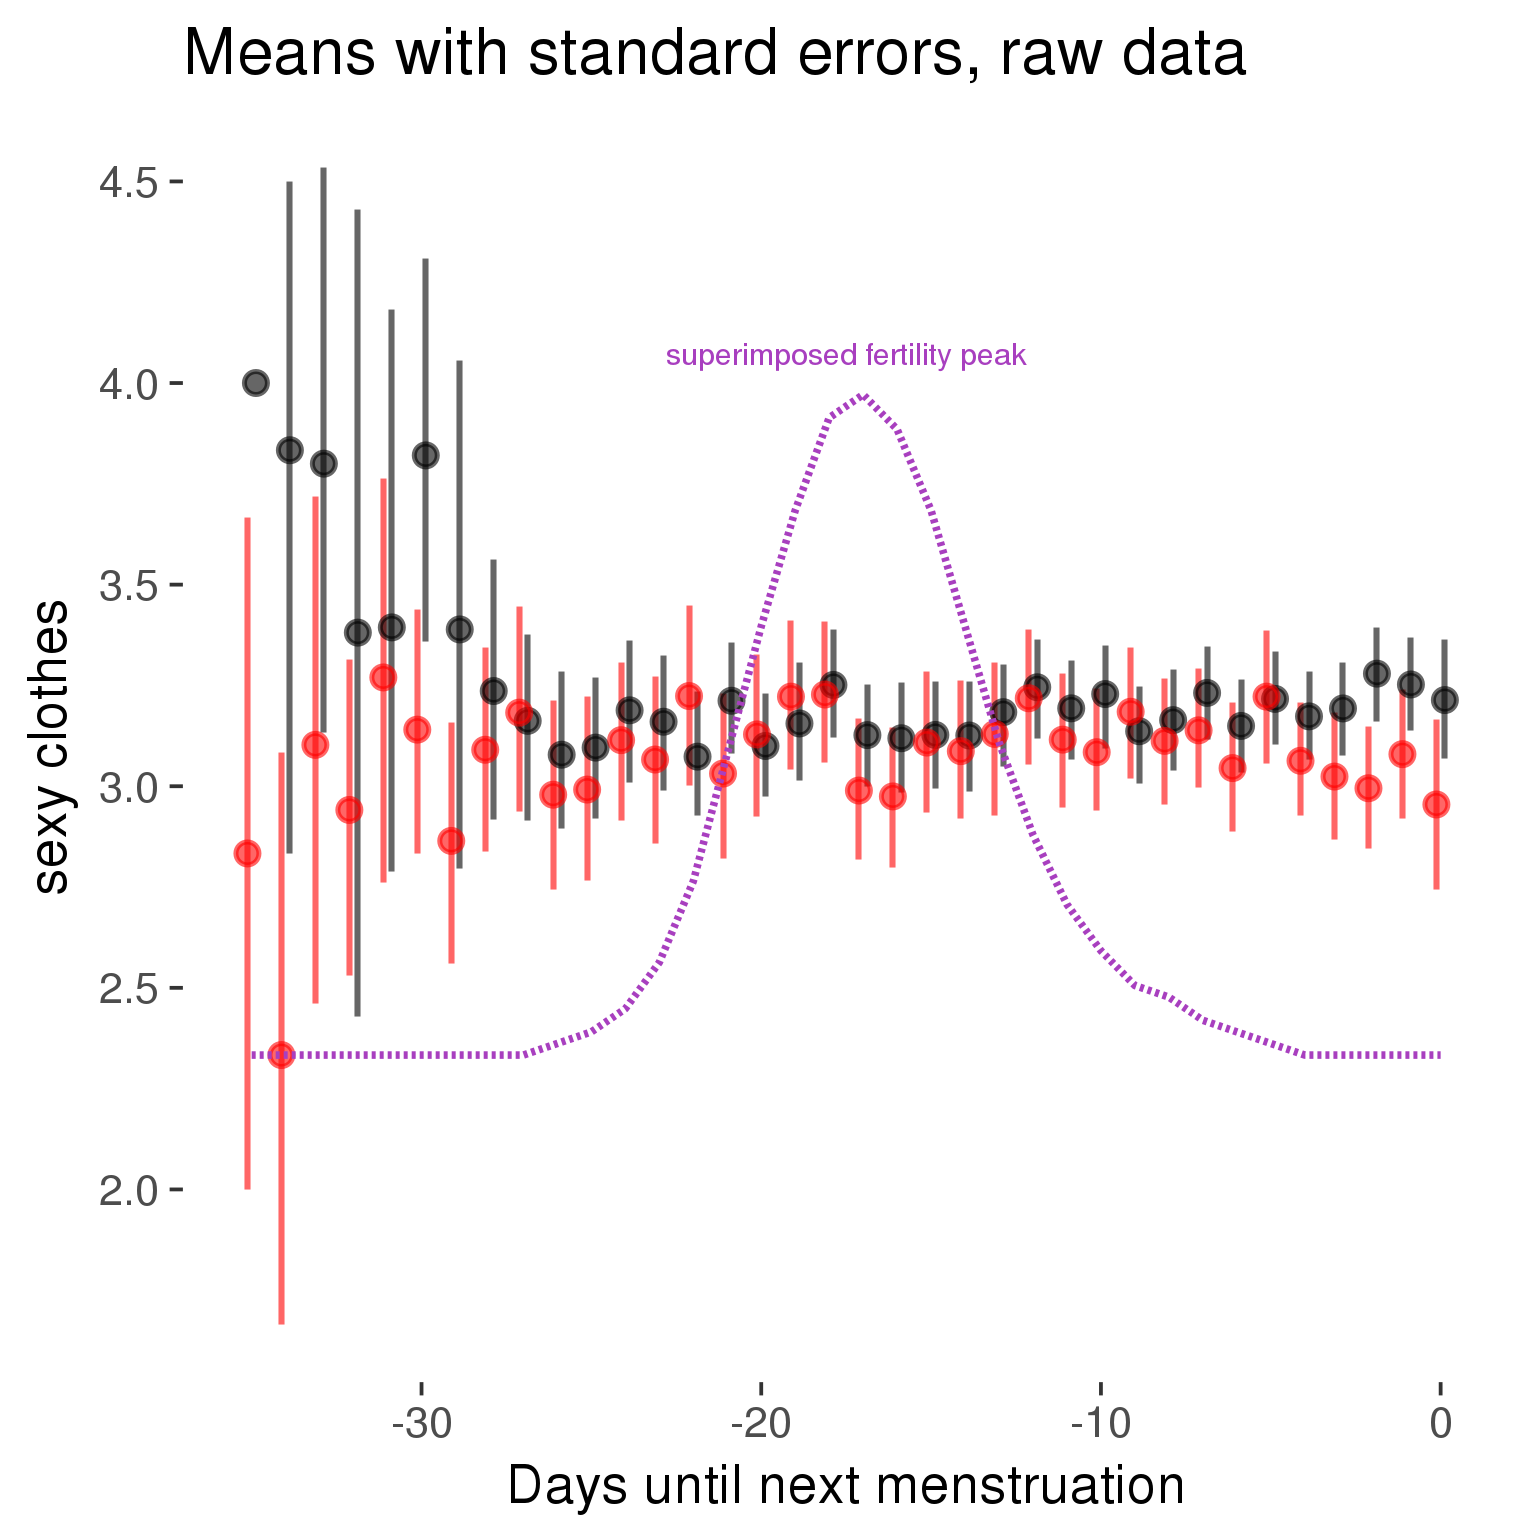 Means with standard errors, raw data
4.5
4.0
3.5
3.0
2.5
2.0
sexy clothes
superimposed fertility peak
-30
-20
-10
0
Days until next menstruation